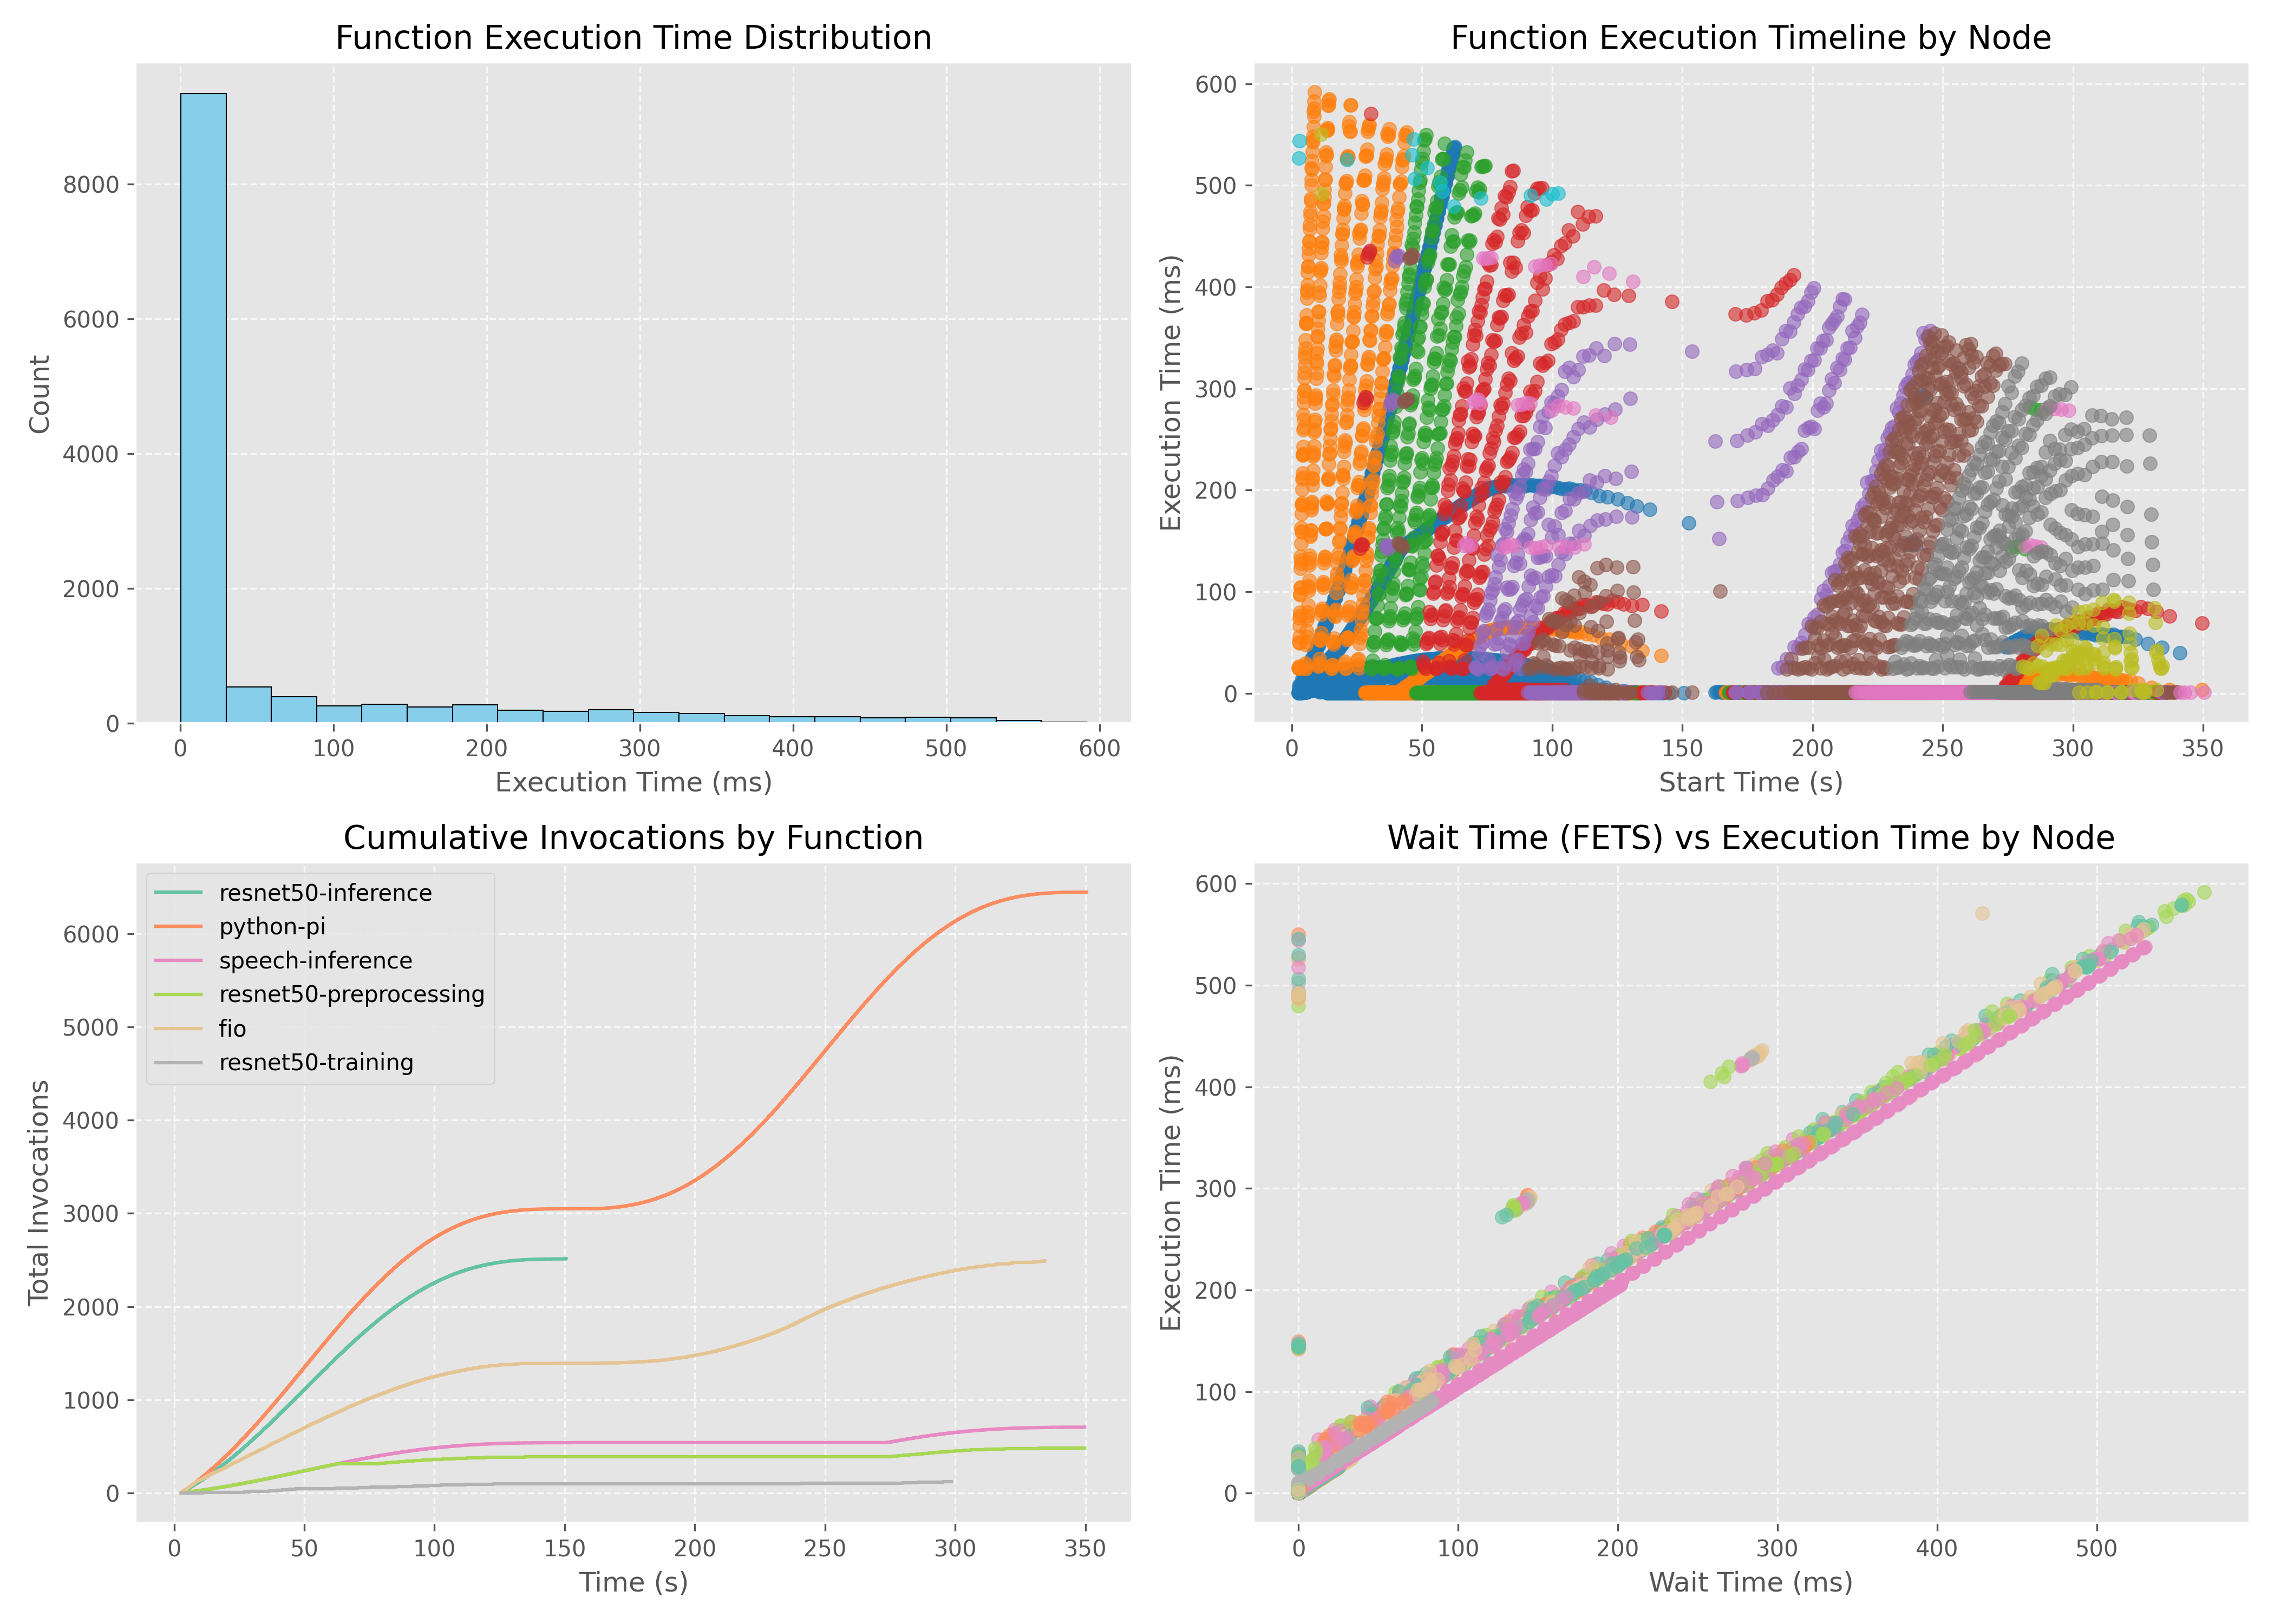 Function Execution Time Distribution
Count
8000
6000
4000
2000
0
0 100 200 300 400 500 600
Execution Time (ms)
Function Execution Timeline by Node
Execution Time (ms)
600
500
400
300
200
100
0
0 50 100 150 200 250 300 350
Start Time (s)
Cumulative Invocations by Function
Total Invocations
6000
5000
4000
3000
2000
1000
0
resnet50-inference
python-pi
speech-inference
resnet50-preprocessing
fio
resnet50-training
0 50 100 150 200 250 300 350
Time (s)
Wait Time (FETS) vs Execution Time by Node
Execution Time (ms)
600
500
400
300
200
100
0
0 100 200 300 400 500
Wait Time (ms)